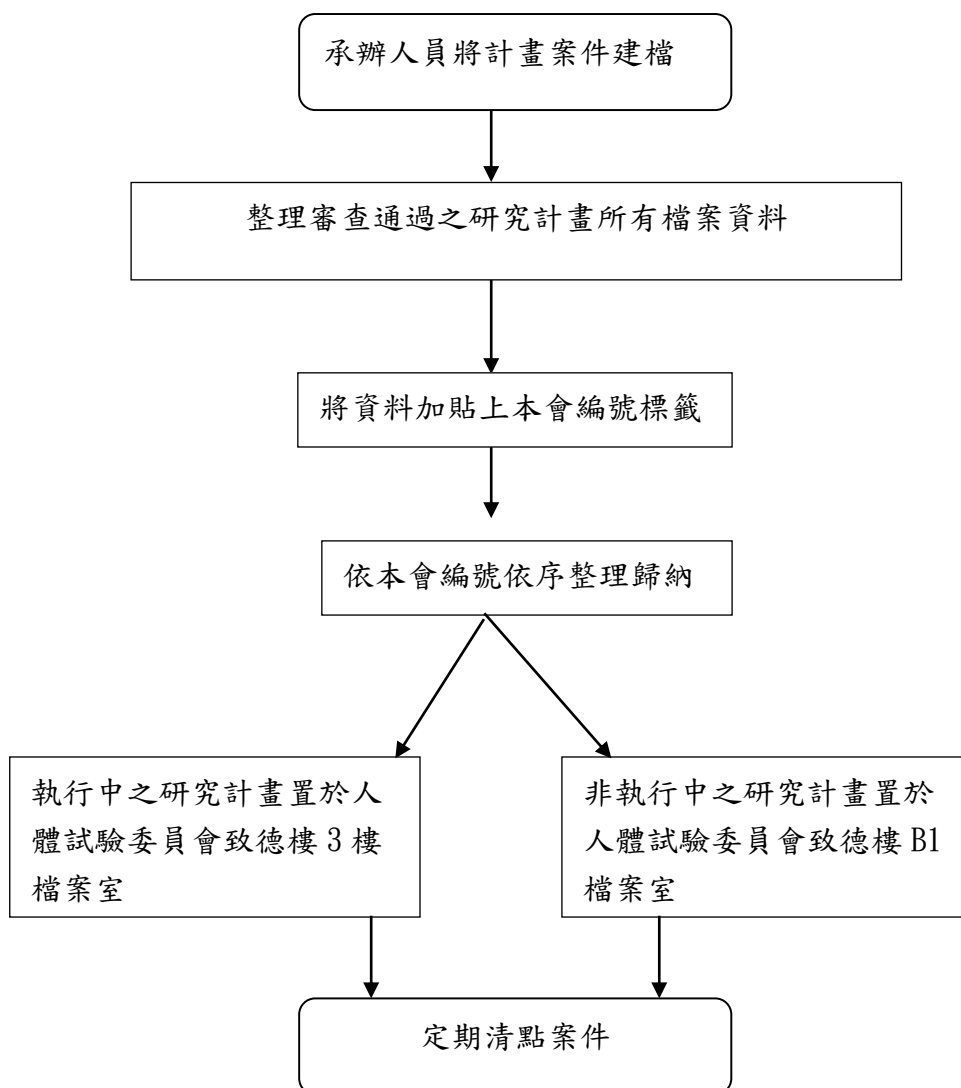 承辦人員將計畫案件建檔
整理審查通過之研究計畫所有檔案資料
將資料加貼上本會編號標籤
依本會編號依序整理歸納
執行中之研究計畫置於人
體試驗委員會致德樓 3 樓
檔案室
非執行中之研究計畫置於
人體試驗委員會致德樓 B1
檔案室
定期清點案件